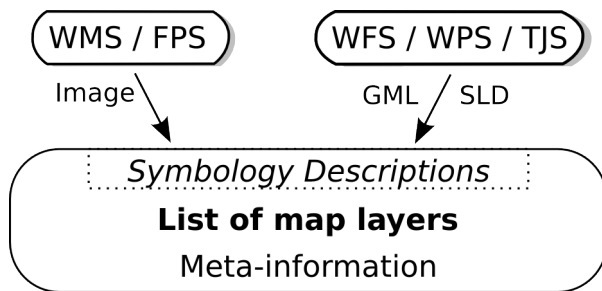 WMS / FPS
WFS / WPS / TJS
Image
GML
SLD
Symbology Descriptions
List of map layers
Meta-information